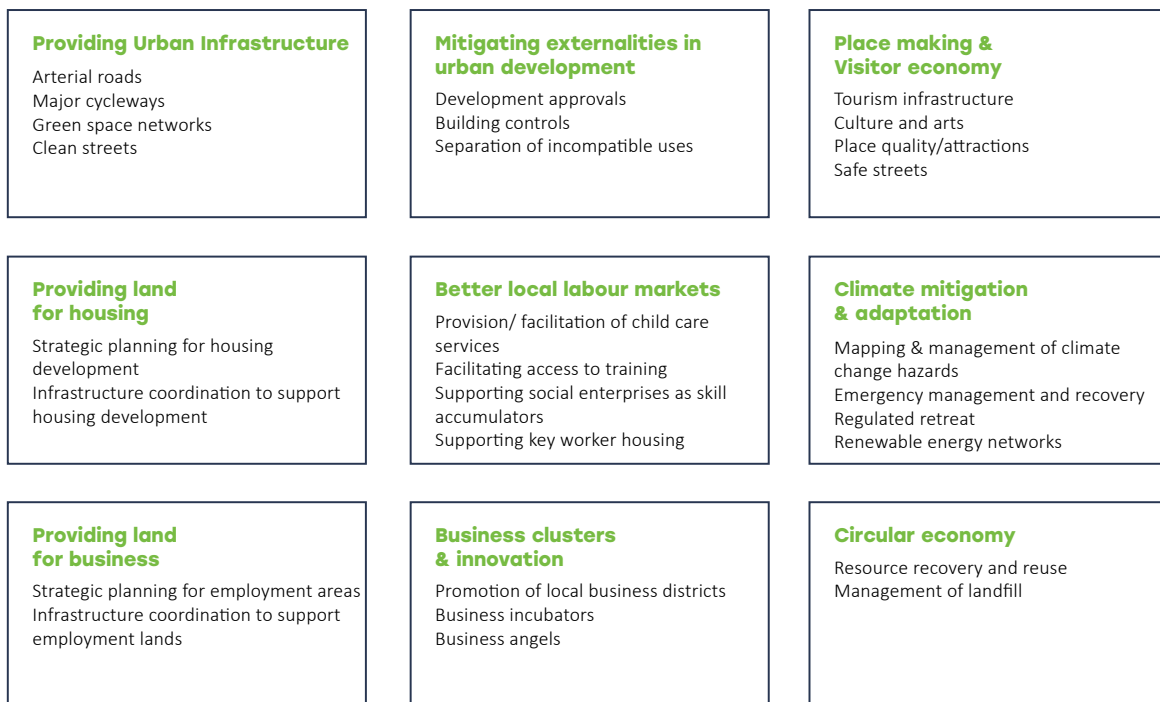 Providing Urban Infrastructure
Arterial roads
Major cycleways
Green space networks
Clean streets
Mitigating externalities in
urban development
Development approvals
Building controls
Separation of incompatible uses
Place making &
Visitor economy
Tourism infrastructure
Culture and arts
Place quality/attractions
Safe streets
Providing land
for housing
Strategic planning for housing
development
Infrastructure coordination to support
housing development
Better local labour markets
Provision/ facilitation of child care
services
Facilitating access to training
Supporting social enterprises as skill
accumulators
Supporting key worker housing
Climate mitigation
& adaptation
Mapping & management of climate
change hazards
Emergency management and recovery
Regulated retreat
Renewable energy networks
Providing land
for business
Strategic planning for employment areas
Infrastructure coordination to support
employment lands
Business clusters
& innovation
Promotion of local business districts
Business incubators
Business angels
Circular economy
Resource recovery and reuse
Management of landfill